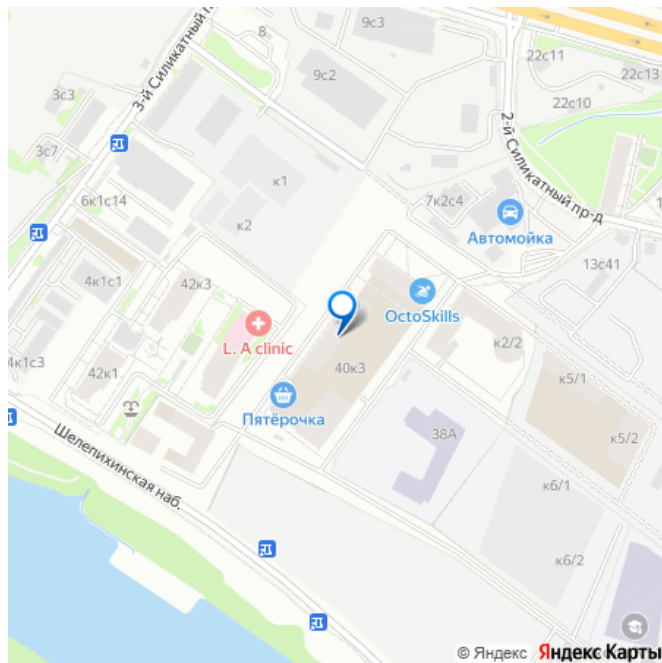 9с3
22с11
8
22с13
9с2
3с3
22с10
3-й Силикатный п
2-й Силикатный пр-д
3с7
к1
6к1с14
7к2с4
к2
Автомойка
4к1с1
42к3
13с41
OctoSkills
L. A clinic
к2/2
4к1с3
42к1
40к3
к5/1
Пятёрочка
38А
к5/2
Шелепихинская наб.
к6/1
к6/2
© Яндекс Яндекс Карты